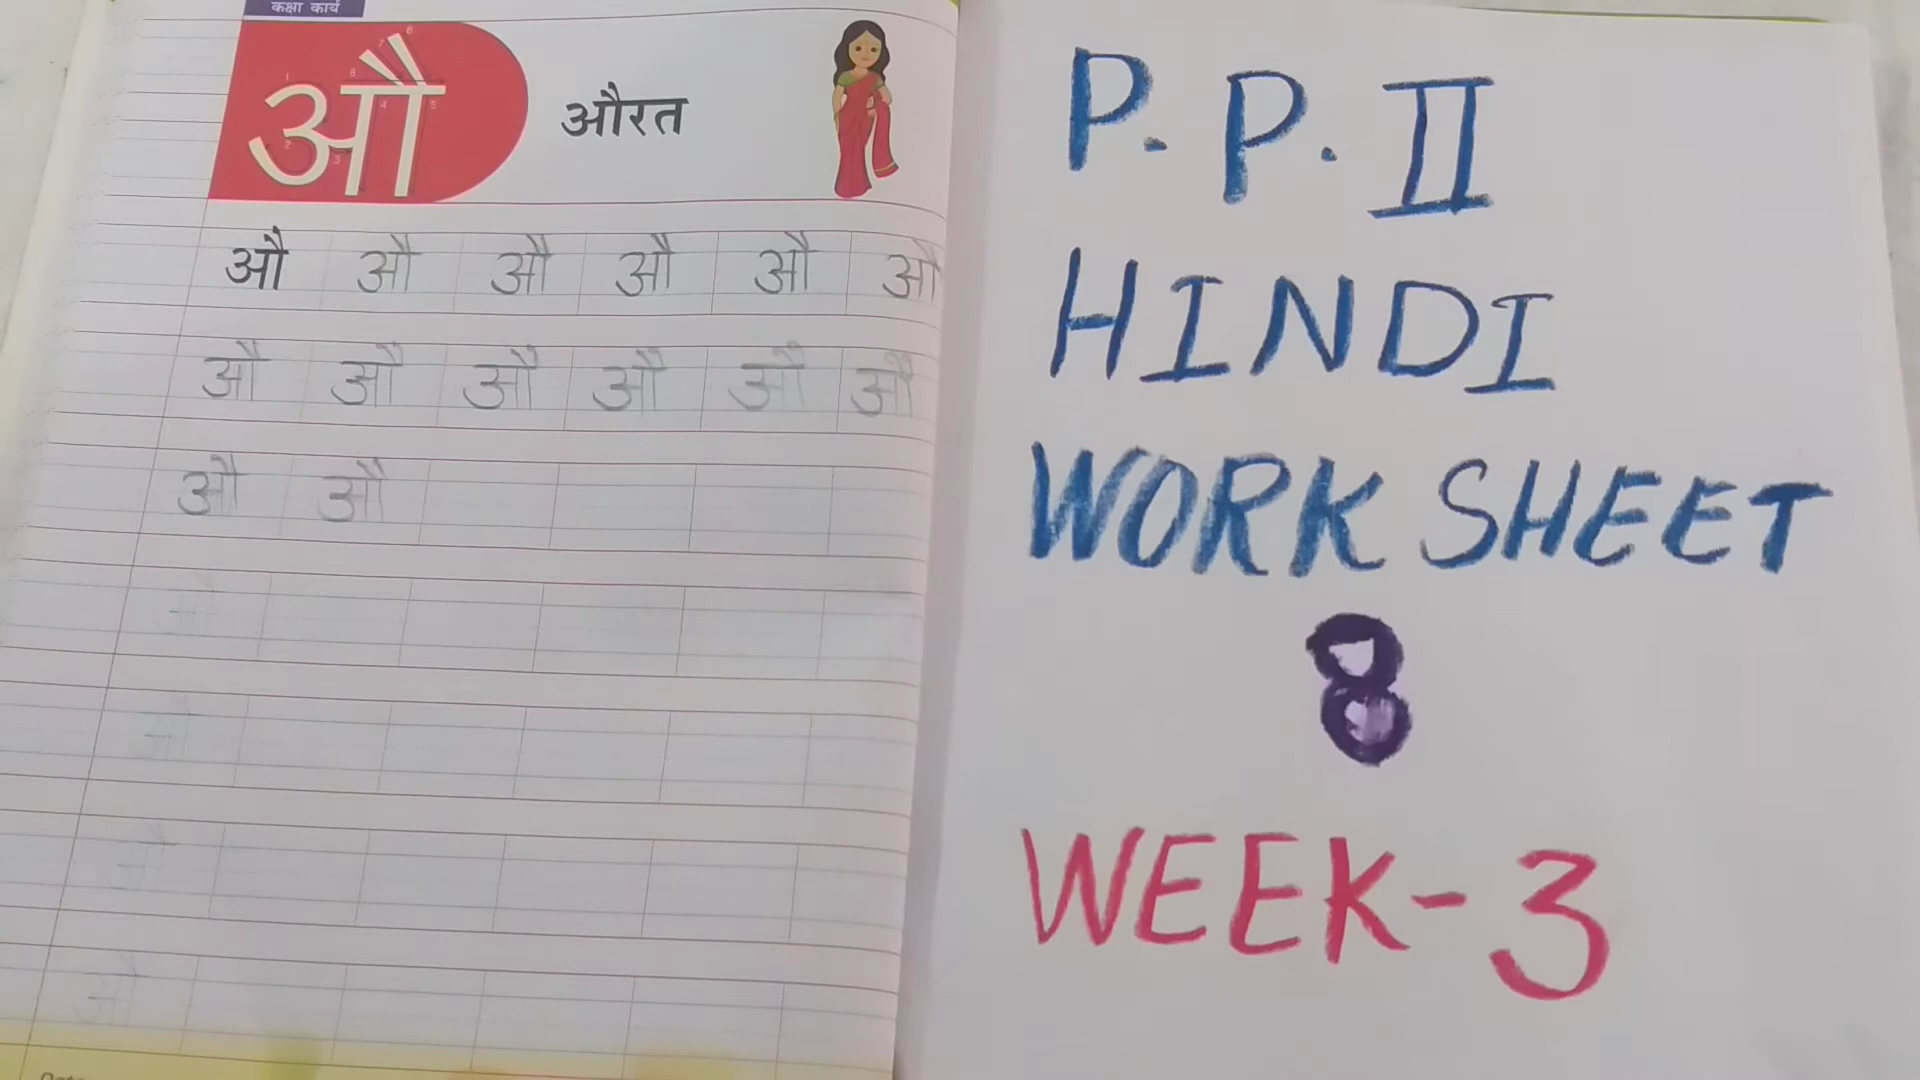 कक्षा कार्य
औ औरत
औ औ औ औ औ औ
औ औ औ औ औ औ
औ औ
औ
औ
औ
औ
P. P. II
HINDI
WORK SHEET
8
WEEK-3